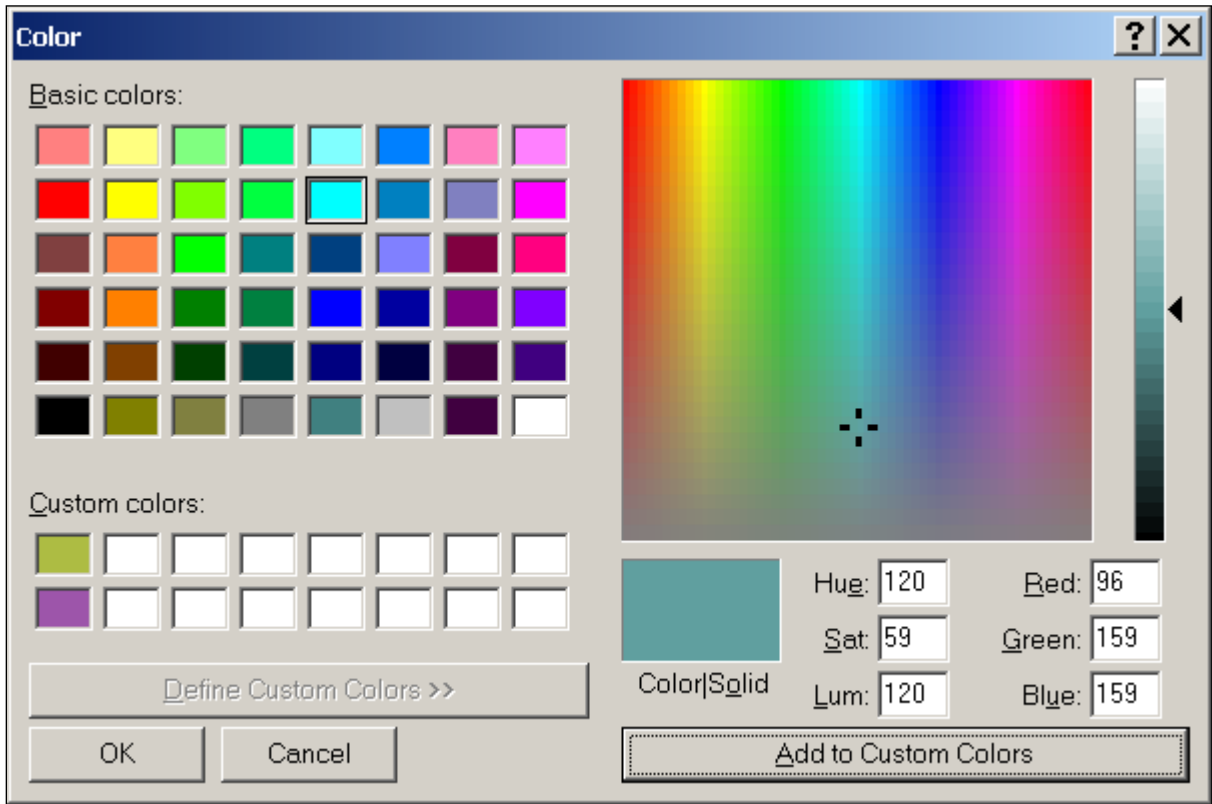 Color
Basic colors:
Custom colors:
Define Custom Colors >>
OK Cancel
Color|Solid
Hue: 120 Red: 96
Sat: 59 Green: 159
Lum: 120 Blue: 159
Add to Custom Colors